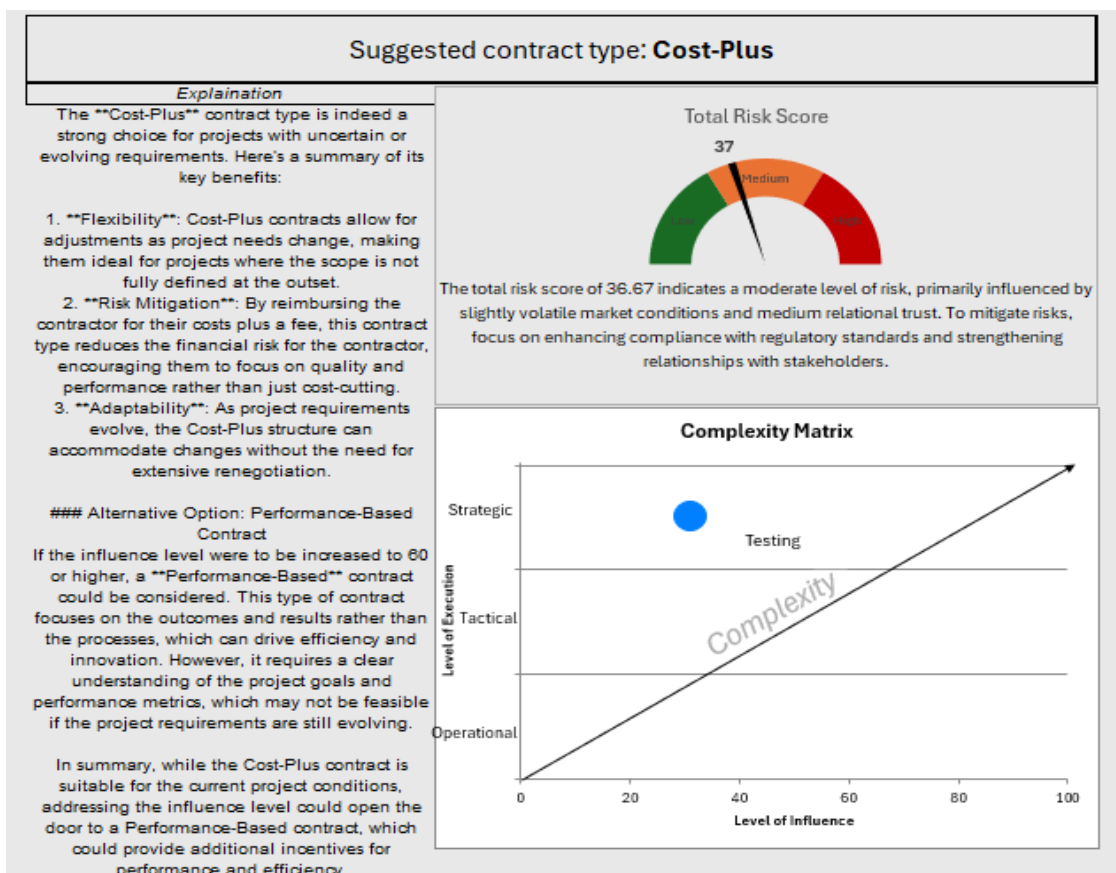 Suggested contract type: Cost-Plus
Explaination
The **Cost-Plus** contract type is indeed a
strong choice for projects with uncertain or
evolving requirements. Here's a summary of its
key benefits:
1. **Flexibility**: Cost-Plus contracts allow for
adjustments as project needs change, making
them ideal for projects where the scope is not
fully defined at the outset.
2. **Risk Mitigation**: By reimbursing the
contractor for their costs plus a fee, this contract
type reduces the financial risk for the contractor,
encouraging them to focus on quality and
performance rather than just cost-cutting.
3. **Adaptability**: As project requirements
evolve, the Cost-Plus structure can
accommodate changes without the need for
extensive renegotiation.
### Alternative Option: Performance-Based
Contract
If the influence level were to be increased to 60
or higher, a **Performance-Based** contract
could be considered. This type of contract
focuses on the outcomes and results rather than
the processes, which can drive efficiency and
innovation. However, it requires a clear
understanding of the project goals and
performance metrics, which may not be feasible
if the project requirements are still evolving.
In summary, while the Cost-Plus contract is
suitable for the current project conditions,
addressing the influence level could open the
door to a Performance-Based contract, which
could provide additional incentives for
performance and efficiency.
Total Risk Score
37
Low
Medium
High
The total risk score of 36.67 indicates a moderate level of risk, primarily influenced by
slightly volatile market conditions and medium relational trust. To mitigate risks,
focus on enhancing compliance with regulatory standards and strengthening
relationships with stakeholders.
Complexity Matrix
Strategic
Testing
Tactical
Complexity
Operational
Level of Execution
0 20 40 60 80 100
Level of Influence